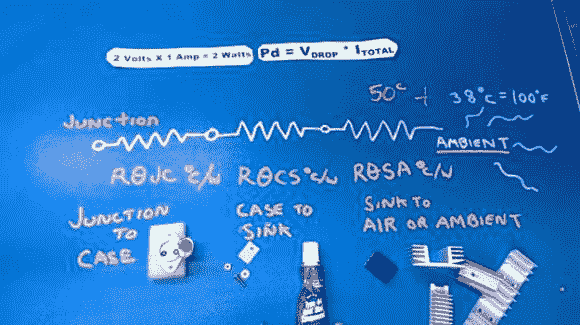 2 Volts X 1 Amp = 2 Watts
Pd = VDROP * ITOTAL
50°C + 38°C = 100°F
JUNCTION
AMBIENT
RθJC °C/W RθCS °C/W RθSA °C/W
JUNCTION
TO
CASE
CASE TO
SINK
SINK TO
AIR OR AMBIENT